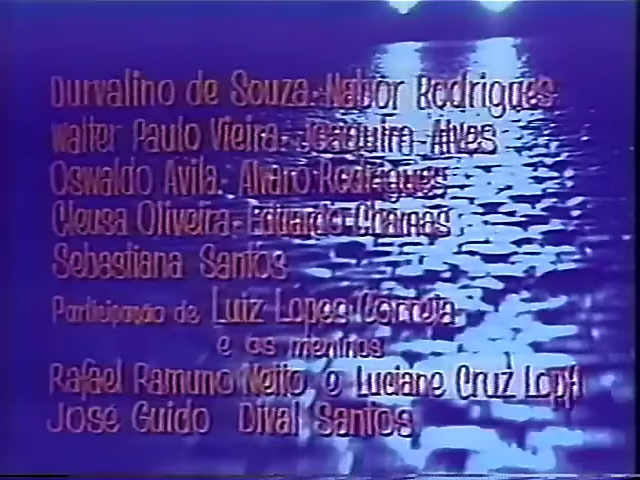 Durvalino de Souza - Nabor Rodrigues
Walter Paulo Vieira - Joaquim Alves
Oswaldo Avila - Alvaro Rodrigues
Cleusa Oliveira - Eduardo Chamas
Sebastiana Santos
Participação de Luiz Lopes Correia
e os meninos
Rafael Ramuno Neito e Luciane Cruz
José Guido Dival Santos